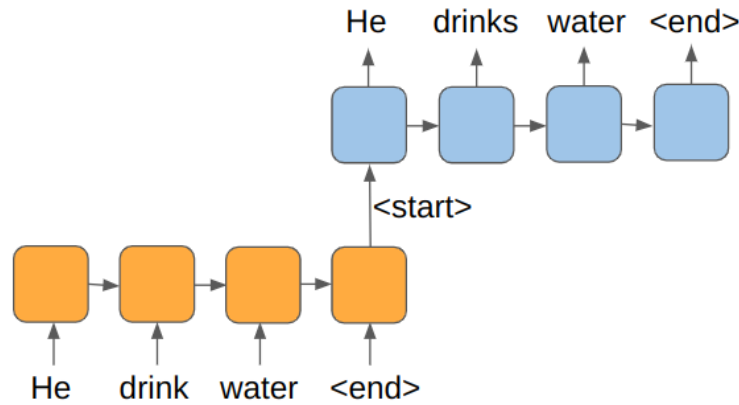 He drinks water <end>
<start>
He drink water <end>